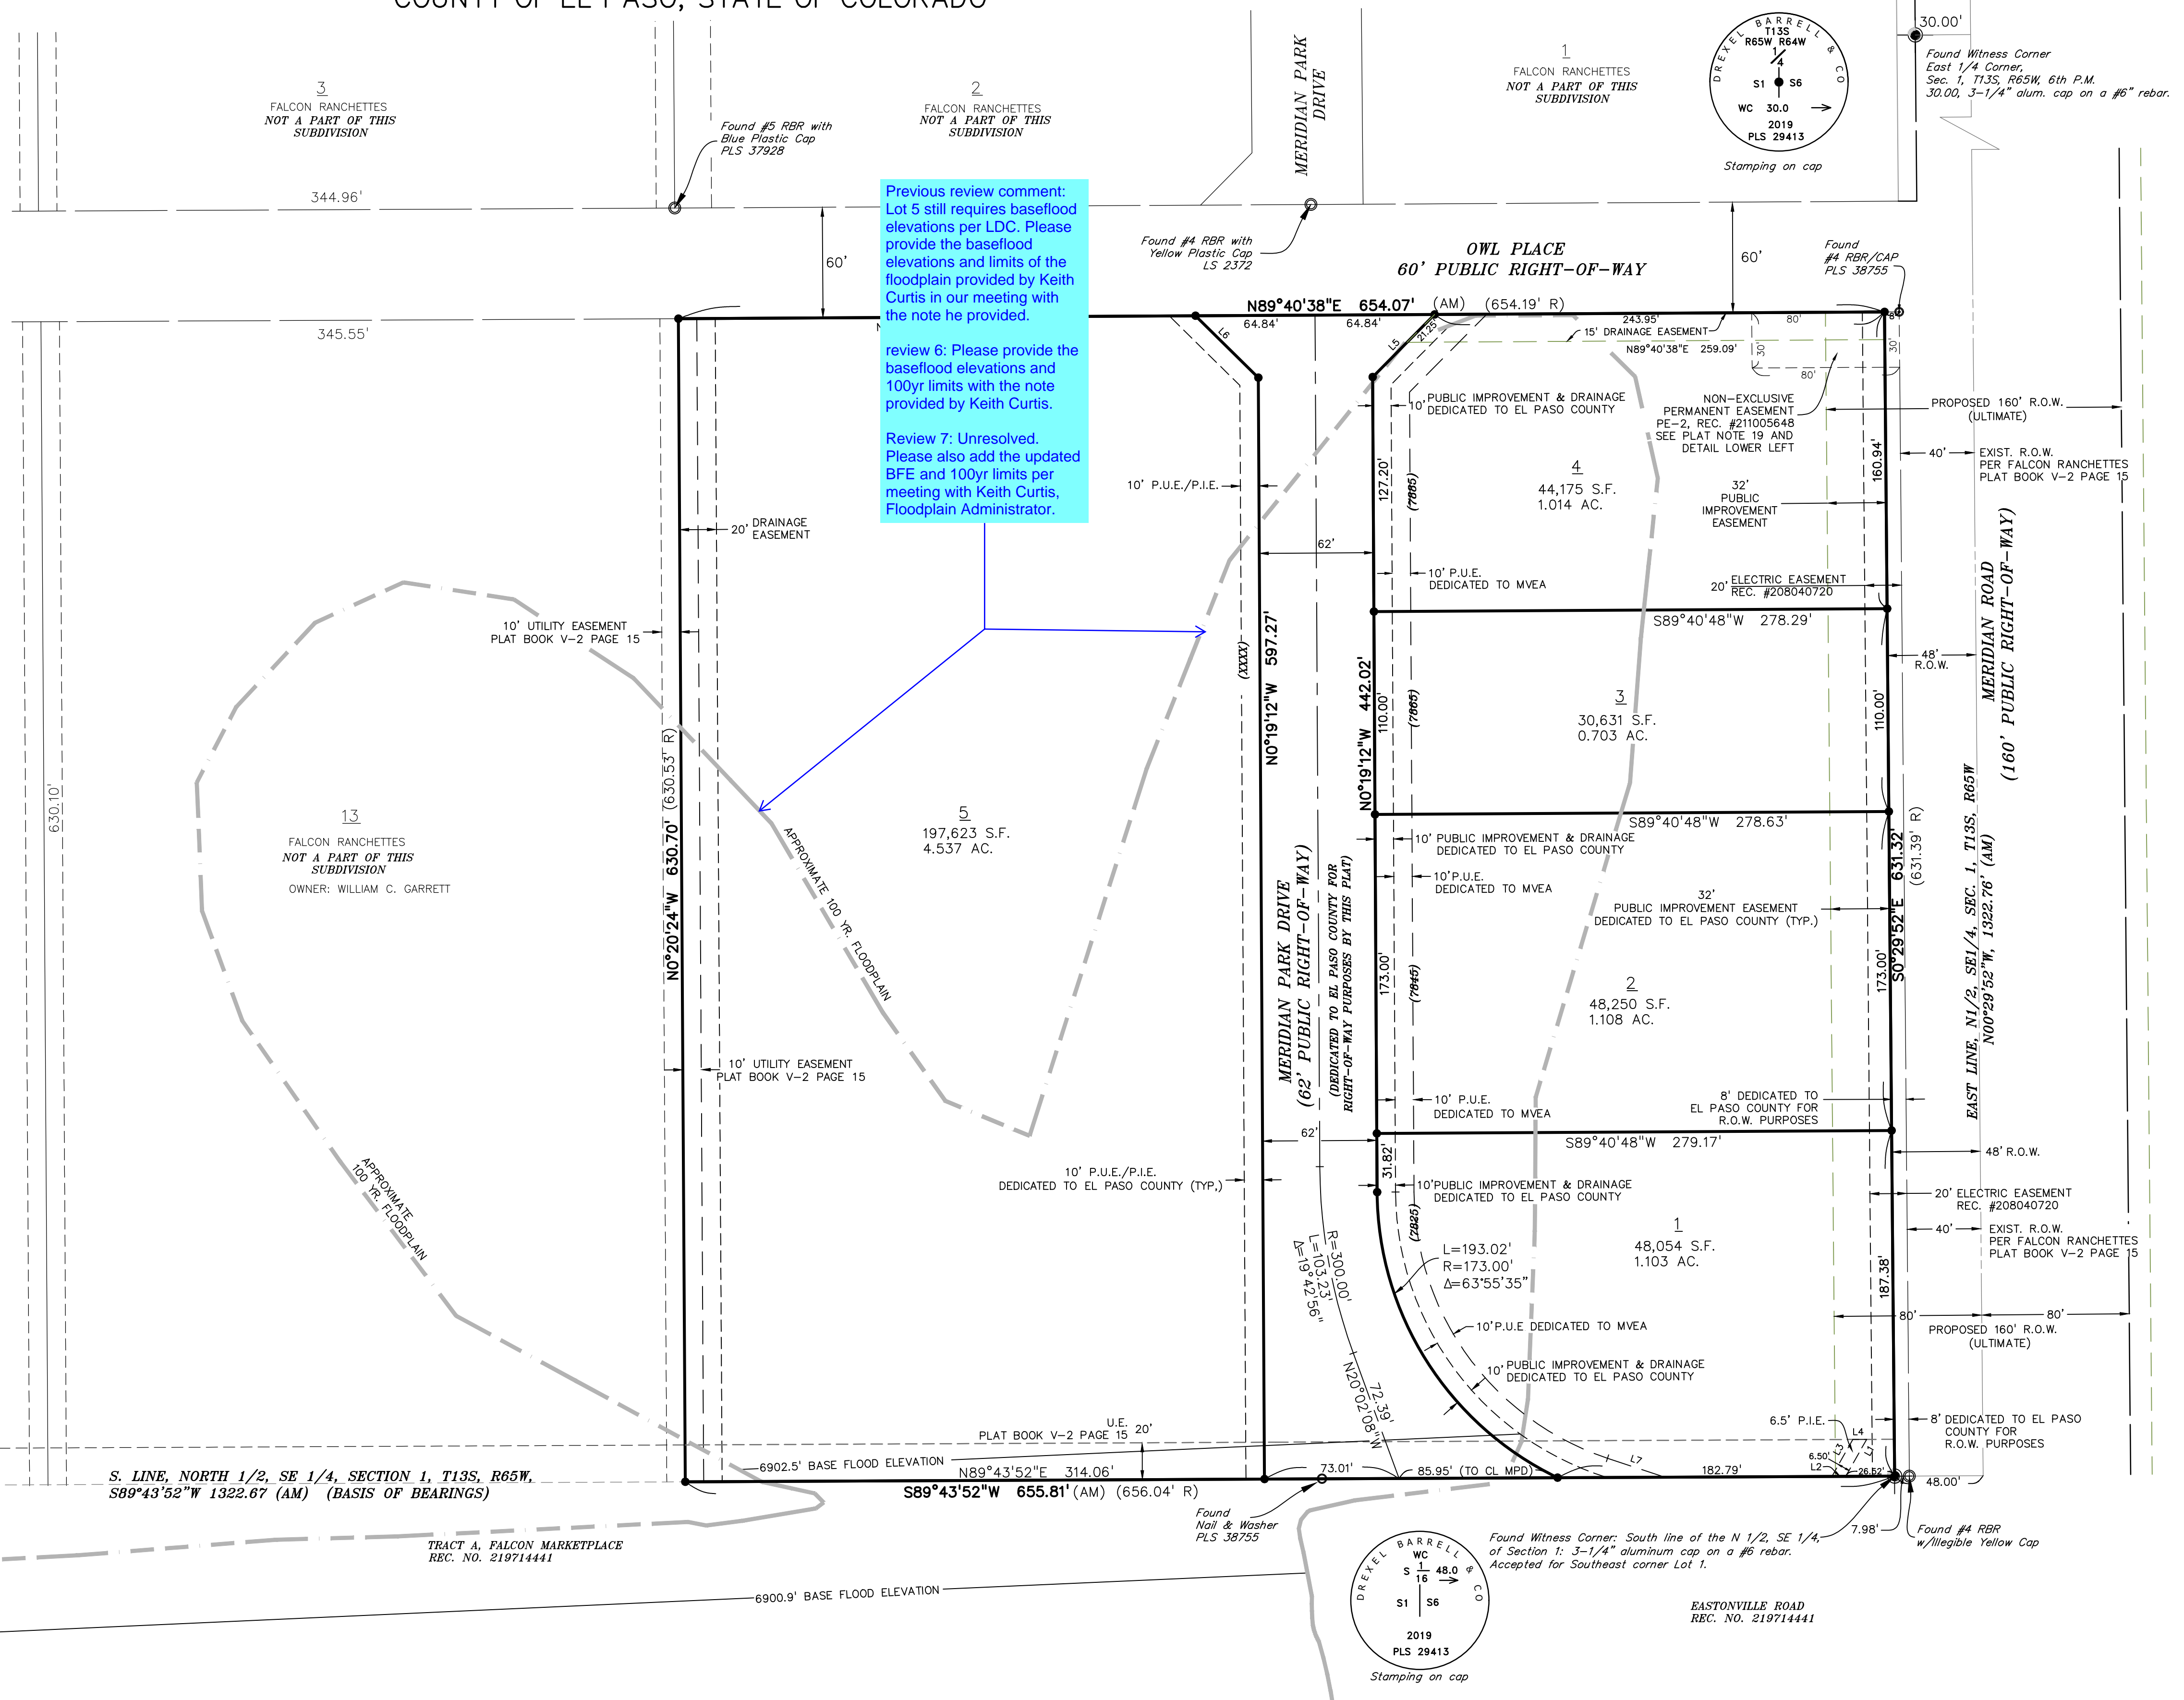 COUNTY OF EL PASO, STATE OF COLORADO
3
FALCON RANCHETTES
NOT A PART OF THIS
SUBDIVISION
344.96'
345.55'
Found #5 RBR with
Blue Plastic Cap
PLS 37928
2
FALCON RANCHETTES
NOT A PART OF THIS
SUBDIVISION
MERIDIAN PARK
DRIVE
1
FALCON RANCHETTES
NOT A PART OF THIS
SUBDIVISION
DREXEL BARRELL & CO
T13S
R65W R64W
1
4
S1 S6
WC 30.0
2019
PLS 29413
Stamping on cap
30.00'
Found Witness Corner
East 1/4 Corner,
Sec. 1, T13S, R65W, 6th P.M.
30.00, 3-1/4" alum. cap on a #6" rebar.
Previous review comment:
Lot 5 still requires baseflood
elevations per LDC. Please
provide the baseflood
elevations and limits of the
floodplain provided by Keith
Curtis in our meeting with
the note he provided.
review 6: Please provide the
baseflood elevations and
100yr limits with the note
provided by Keith Curtis.
Review 7: Unresolved.
Please also add the updated
BFE and 100yr limits per
meeting with Keith Curtis,
Floodplain Administrator.
60'
Found #4 RBR with
Yellow Plastic Cap
LS 2372
OWL PLACE
60' PUBLIC RIGHT-OF-WAY
60'
Found
#4 RBR/CAP
PLS 38755
N89°40'38"E 654.07' (AM) (654.19' R)
64.84'
64.84'
243.95'
15' DRAINAGE EASEMENT
N89°40'38"E 259.09'
80'
80'
30'
30'
L6
L5
21.25'
10' PUBLIC IMPROVEMENT & DRAINAGE
DEDICATED TO EL PASO COUNTY
NON-EXCLUSIVE
PERMANENT EASEMENT
PE-2, REC. #211005648
SEE PLAT NOTE 19 AND
DETAIL LOWER LEFT
PROPOSED 160' R.O.W.
(ULTIMATE)
40'
EXIST. R.O.W.
PER FALCON RANCHETTES
PLAT BOOK V-2 PAGE 15
4
44,175 S.F.
1.014 AC.
32'
PUBLIC
IMPROVEMENT
EASEMENT
160.94'
127.20'
(7885)
10' P.U.E./P.I.E.
20' DRAINAGE
EASEMENT
62'
10' P.U.E.
DEDICATED TO MVEA
20' ELECTRIC EASEMENT
REC. #208040720
S89°40'48"W 278.29'
10' UTILITY EASEMENT
PLAT BOOK V-2 PAGE 15
(XXXX)
N0°19'12"W 597.27'
N0°19'12"W 442.02'
110.00'
(7865)
3
30,631 S.F.
0.703 AC.
110.00'
48'
R.O.W.
MERIDIAN ROAD
(160' PUBLIC RIGHT-OF-WAY)
S89°40'48"W 278.63'
630.10'
13
FALCON RANCHETTES
NOT A PART OF THIS
SUBDIVISION
OWNER: WILLIAM C. GARRETT
N0°20'24"W 630.70' (630.53' R)
5
197,623 S.F.
4.537 AC.
APPROXIMATE 100 YR. FLOODPLAIN
10' PUBLIC IMPROVEMENT & DRAINAGE
DEDICATED TO EL PASO COUNTY
10' P.U.E.
DEDICATED TO MVEA
32'
PUBLIC IMPROVEMENT EASEMENT
DEDICATED TO EL PASO COUNTY (TYP.)
S0°29'52"E 631.32'
(631.39' R)
EAST LINE, N1/2, SE1/4, SEC. 1, T13S, R65W
N00°29'52"W, 1322.76' (AM)
MERIDIAN PARK DRIVE
(62' PUBLIC RIGHT-OF-WAY)
(DEDICATED TO EL PASO COUNTY FOR
RIGHT-OF-WAY PURPOSES BY THIS PLAT)
173.00'
(7845)
2
48,250 S.F.
1.108 AC.
173.00'
10' UTILITY EASEMENT
PLAT BOOK V-2 PAGE 15
10' P.U.E.
DEDICATED TO MVEA
8' DEDICATED TO
EL PASO COUNTY FOR
R.O.W. PURPOSES
62'
S89°40'48"W 279.17'
48' R.O.W.
31.82'
10' P.U.E./P.I.E.
DEDICATED TO EL PASO COUNTY (TYP,)
10' PUBLIC IMPROVEMENT & DRAINAGE
DEDICATED TO EL PASO COUNTY
20' ELECTRIC EASEMENT
REC. #208040720
APPROXIMATE
100 YR. FLOODPLAIN
(7825)
1
48,054 S.F.
1.103 AC.
40'
EXIST. R.O.W.
PER FALCON RANCHETTES
PLAT BOOK V-2 PAGE 15
R=300.00'
L=103.23'
Δ=19°42'56"
L=193.02'
R=173.00'
Δ=63°55'35"
187.38'
80'
80'
PROPOSED 160' R.O.W.
(ULTIMATE)
10' P.U.E DEDICATED TO MVEA
10' PUBLIC IMPROVEMENT & DRAINAGE
DEDICATED TO EL PASO COUNTY
72.39'
N20°02'08"W
U.E.
PLAT BOOK V-2 PAGE 15 20'
6.5' P.I.E.
L4
L3
L1
6.50'
L2
26.52'
8' DEDICATED TO EL PASO
COUNTY FOR
R.O.W. PURPOSES
6902.5' BASE FLOOD ELEVATION
S. LINE, NORTH 1/2, SE 1/4, SECTION 1, T13S, R65W,
S89°43'52"W 1322.67 (AM) (BASIS OF BEARINGS)
N89°43'52"E 314.06'
73.01'
85.95' (TO CL MPD)
L7
182.79'
48.00'
S89°43'52"W 655.81' (AM) (656.04' R)
Found
Nail & Washer
PLS 38755
TRACT A, FALCON MARKETPLACE
REC. NO. 219714441
6900.9' BASE FLOOD ELEVATION
DREXEL BARRELL & CO
WC
S 1 48.0
16
S1 S6
2019
PLS 29413
Stamping on cap
Found Witness Corner: South line of the N 1/2, SE 1/4,
of Section 1: 3-1/4" aluminum cap on a #6 rebar.
Accepted for Southeast corner Lot 1.
7.98'
Found #4 RBR
w/Illegible Yellow Cap
EASTONVILLE ROAD
REC. NO. 219714441